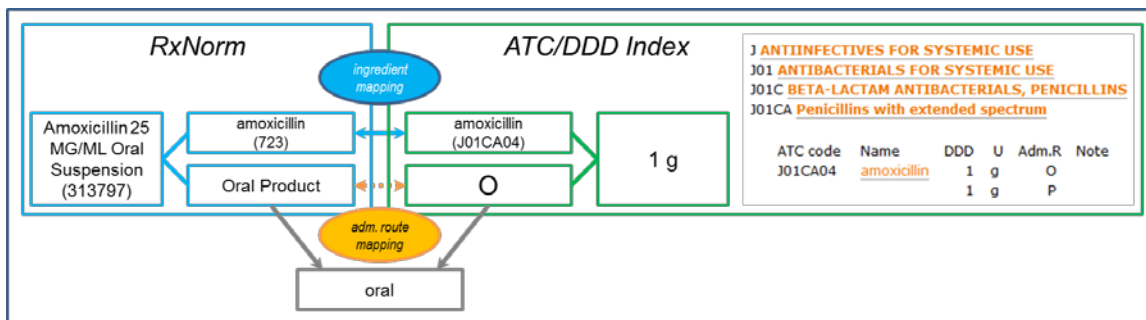 RxNorm
ATC/DDD Index
ingredient
mapping
Amoxicillin 25
MG/ML Oral
Suspension
(313797)
amoxicillin
(723)
Oral Product
amoxicillin
(J01CA04)
O
1 g
adm. route
mapping
oral
J ANTIINFECTIVES FOR SYSTEMIC USE
J01 ANTIBACTERIALS FOR SYSTEMIC USE
J01C BETA-LACTAM ANTIBACTERIALS, PENICILLINS
J01CA Penicillins with extended spectrum
ATC code Name DDD U Adm.R Note
J01CA04 amoxicillin 1 g O
1 g P